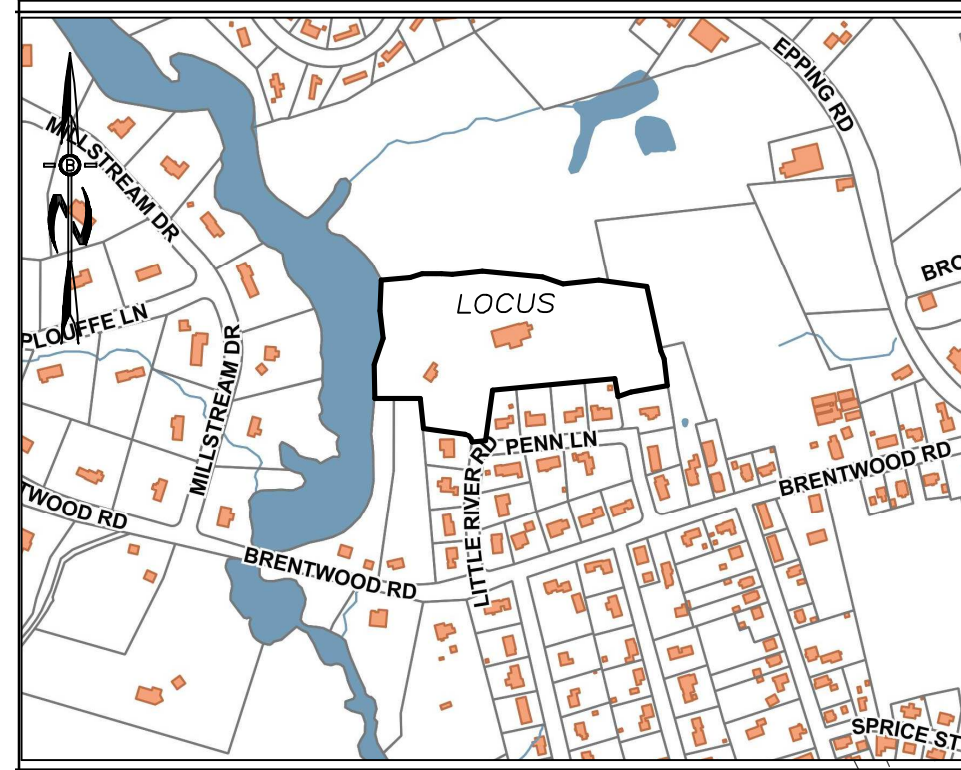 EPPING RD
MILLSTREAM DR
B
BRO
LOCUS
PLOUFFE LN
MILLSTREAM DR
PENN LN
LITTLE RIVER RD
BRENTWOOD RD
TWOOD RD
BRENTWOOD RD
SPRICE ST